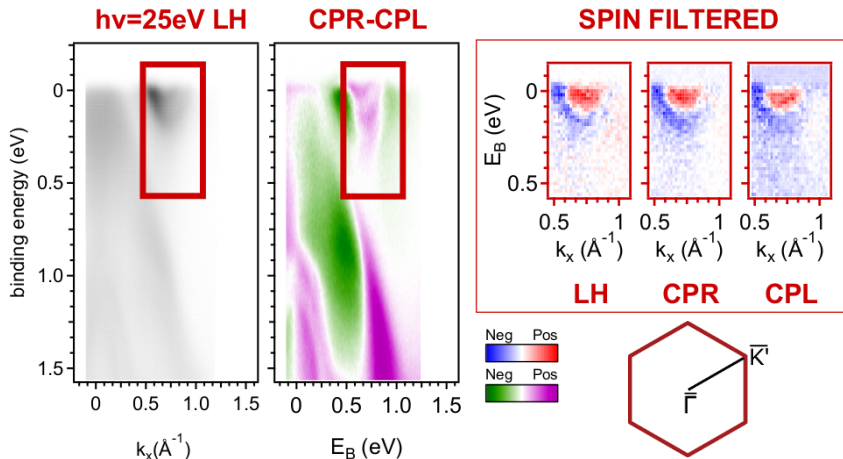 hν=25eV LH
CPR-CPL
SPIN FILTERED
binding energy (eV)
0
0.5
1.0
1.5
0
0.5
1.0
1.5
kₓ(Å⁻¹)
0
0.5
1.0
1.5
E_B (eV)
E_B (eV)
0
0.5
0.5
1
0.5
1
0.5
1
kₓ (Å⁻¹)
kₓ (Å⁻¹)
kₓ (Å⁻¹)
LH
CPR
CPL
Neg Pos
Neg Pos
K̅'
Γ̿